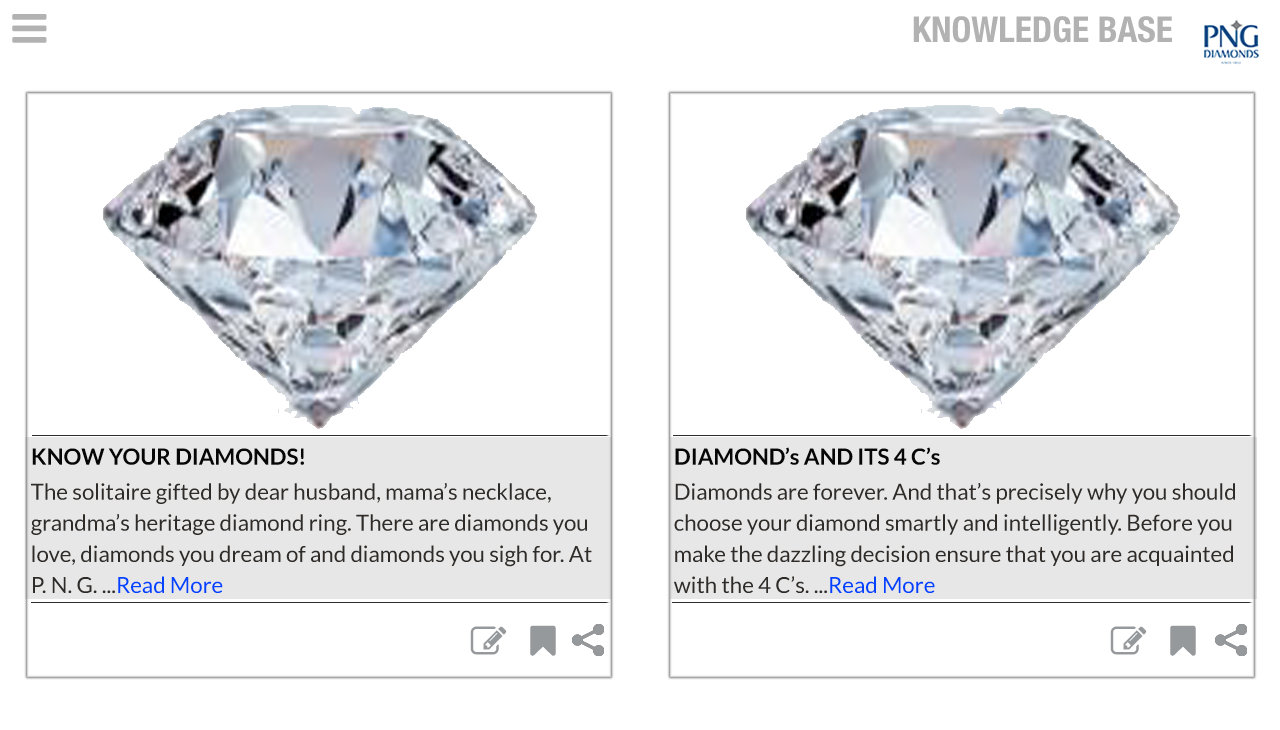 KNOWLEDGE BASE
PNG
DIAMONDS
KNOW YOUR DIAMONDS!
The solitaire gifted by dear husband, mama’s necklace,
grandma’s heritage diamond ring. There are diamonds you
love, diamonds you dream of and diamonds you sigh for. At
P. N. G. ...Read More
DIAMOND’s AND ITS 4 C’s
Diamonds are forever. And that’s precisely why you should
choose your diamond smartly and intelligently. Before you
make the dazzling decision ensure that you are acquainted
with the 4 C’s. ...Read More